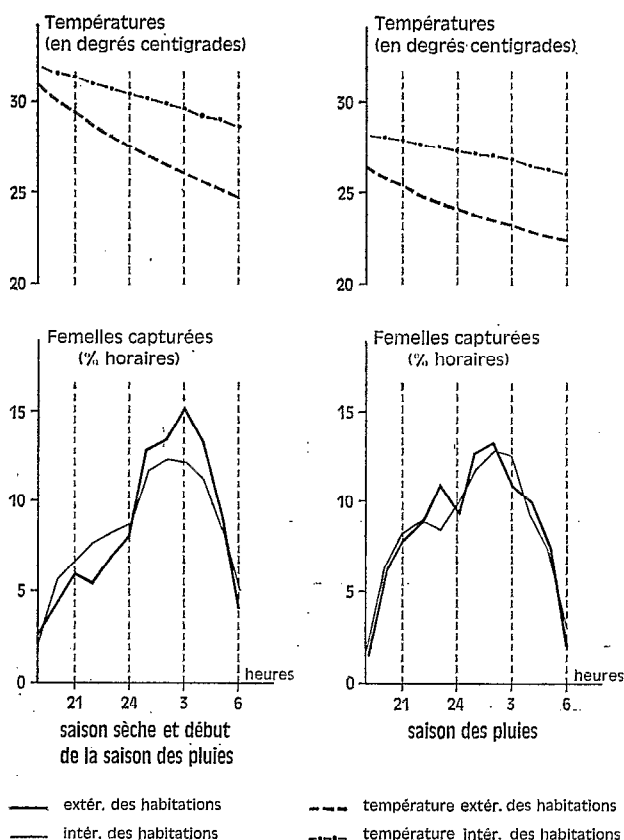 Températures
(en degrés centigrades)
30
25
20
Températures
(en degrés centigrades)
30
25
20
Femelles capturées
(% horaires)
15
10
5
0
21
24
3
6
heures
saison sèche et début
de la saison des pluies
Femelles capturées
(% horaires)
15
10
5
0
21
24
3
6
heures
saison des pluies
extér. des habitations
intér. des habitations
température extér. des habitations
température intér. des habitations